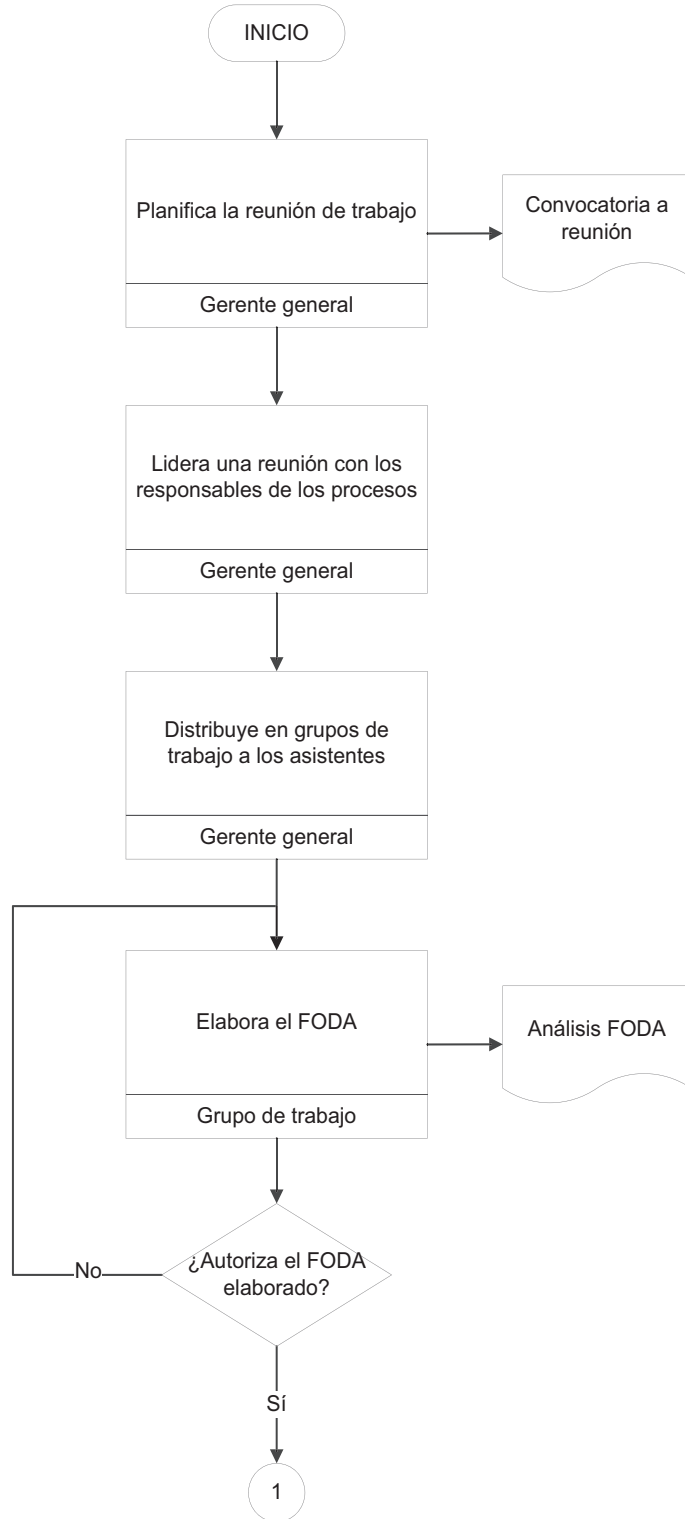 INICIO
Planifica la reunión de trabajo
Gerente general
Convocatoria a
reunión
Lidera una reunión con los
responsables de los procesos
Gerente general
Distribuye en grupos de
trabajo a los asistentes
Gerente general
Elabora el FODA
Grupo de trabajo
Análisis FODA
¿Autoriza el FODA
elaborado?
No
Sí
1